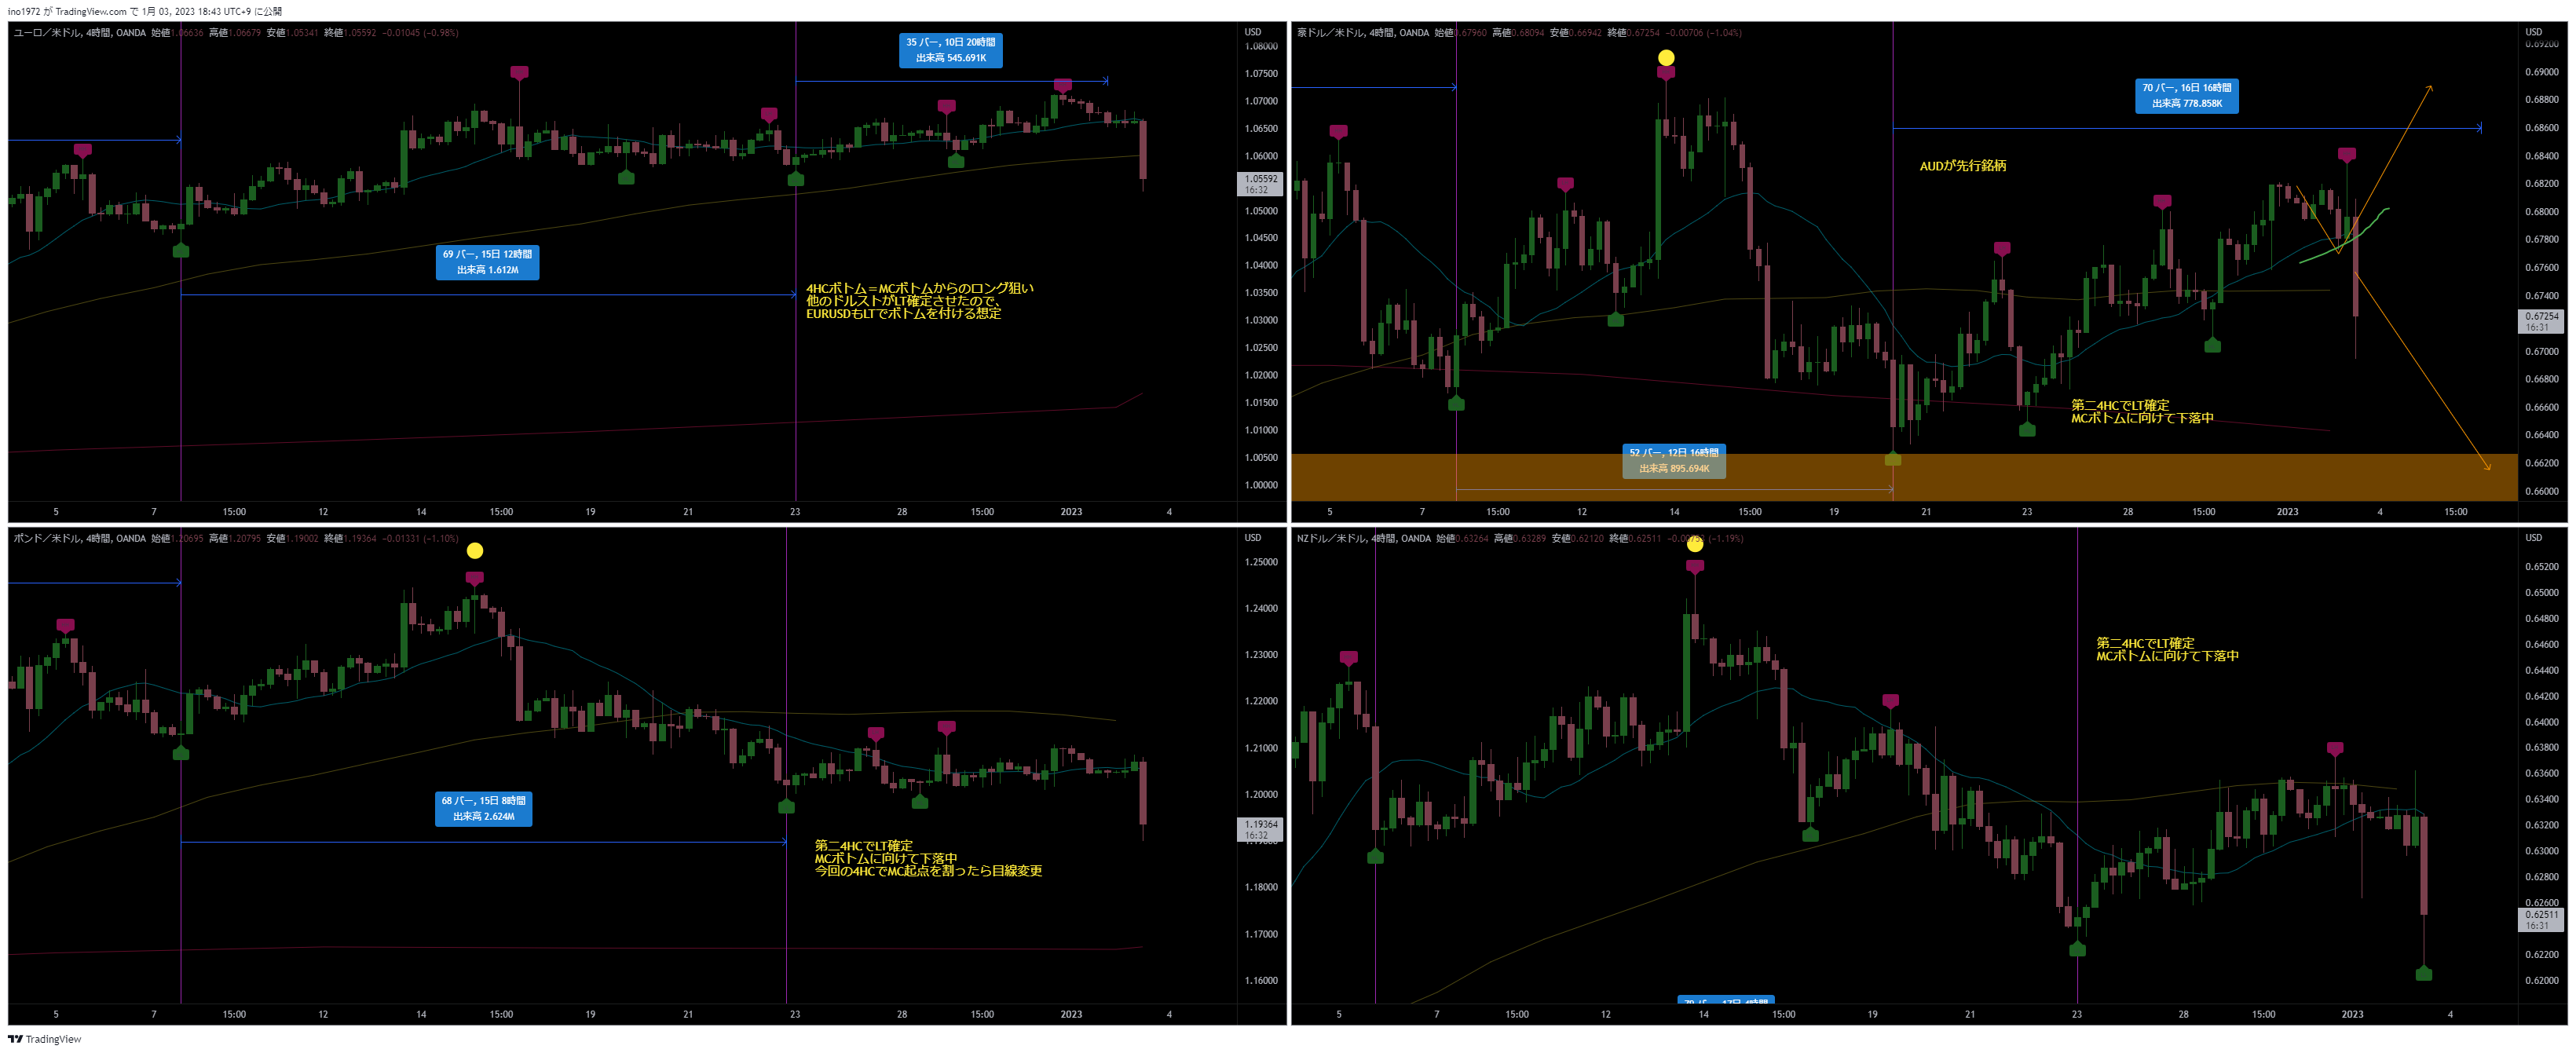 ino1972 が TradingView.com で 1月 03, 2023 18:43 UTC+9 に公開
ユーロ／米ドル, 4時間, OANDA 始値1.06636 高値1.06679 安値1.05341 終値1.05592 −0.01045 (−0.98%)
35 バー, 10日 20時間
出来高 545.691K
69 バー, 15日 12時間
出来高 1.612M
4HCボトム＝MCボトムからのロング狙い
他のドルストがLT確定させたので、
EURUSDもLTでボトムを付ける想定
USD
1.08000
1.07500
1.07000
1.06500
1.06000
1.05592
16:32
1.05000
1.04500
1.04000
1.03500
1.03000
1.02500
1.02000
1.01500
1.01000
1.00500
1.00000
5 7 15:00 12 14 15:00 19 21 23 28 15:00 2023 4
豪ドル／米ドル, 4時間, OANDA 始値0.67960 高値0.68094 安値0.66942 終値0.67254 −0.00706 (−1.04%)
70 バー, 16日 16時間
出来高 778.858K
AUDが先行銘柄
第二4HCでLT確定
MCボトムに向けて下落中
52 バー, 12日 16時間
出来高 895.694K
USD
0.69200
0.69000
0.68800
0.68600
0.68400
0.68200
0.68000
0.67800
0.67600
0.67400
0.67254
16:31
0.67000
0.66800
0.66600
0.66400
0.66200
0.66000
5 7 15:00 12 14 15:00 19 21 23 28 15:00 2023 4 15:00
ポンド／米ドル, 4時間, OANDA 始値1.20695 高値1.20795 安値1.19002 終値1.19364 −0.01331 (−1.10%)
68 バー, 15日 8時間
出来高 2.624M
第二4HCでLT確定
MCボトムに向けて下落中
今回の4HCでMC起点を割ったら目線変更
USD
1.25000
1.24000
1.23000
1.22000
1.21000
1.20000
1.19364
16:32
1.19000
1.18000
1.17000
1.16000
5 7 15:00 12 14 15:00 19 21 23 28 15:00 2023 4
NZドル／米ドル, 4時間, OANDA 始値0.63264 高値0.63289 安値0.62120 終値0.62511 (−1.19%)
第二4HCでLT確定
MCボトムに向けて下落中
USD
0.65200
0.65000
0.64800
0.64600
0.64400
0.64200
0.64000
0.63800
0.63600
0.63400
0.63200
0.63000
0.62800
0.62600
0.62511
16:31
0.62200
0.62000
5 7 15:00 12 14 15:00 19 21 23 28 15:00 2023 4
TradingView